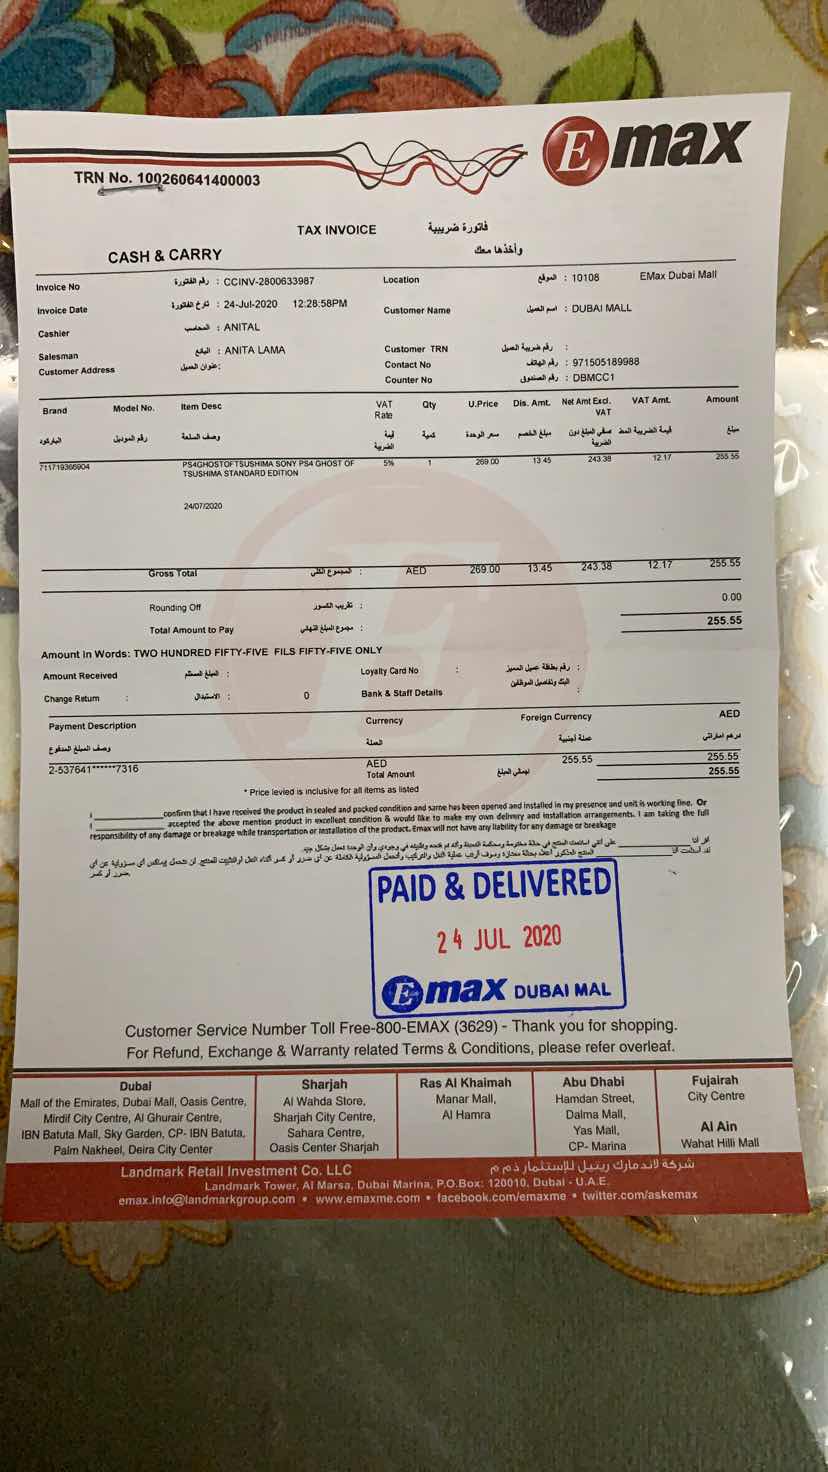 Emax
TRN No. 100260641400003
TAX INVOICE فاتورة ضريبية
CASH & CARRY وأخذها معك
Invoice No رقم الفاتورة : CCINV-2800633987 Location الموقع : 10108 EMax Dubai Mall
Invoice Date تارخ الفاتورة : 24-Jul-2020 12:28:58PM Customer Name اسم العميل : DUBAI MALL
Cashier المحاسب : ANITAL
Salesman البائع : ANITA LAMA Customer TRN رقم ضريبة العميل :
Customer Address عنوان العميل: Contact No رقم الهاتف : 971505189988
Counter No رقم الصندوق : DBMCC1
Brand Model No. Item Desc VAT Rate Qty U.Price Dis. Amt. Net Amt Excl. VAT VAT Amt. Amount
الباركود رقم الموديل وصف السلعة قيمة الضريبة كمية سعر الوحدة مبلغ الخصم صافي المبلغ دون الضريبة قيمة الضريبة المبلغ
711719366904 PS4GHOSTOFTSUSHIMA SONY PS4 GHOST OF 5% 1 269.00 13.45 243.38 12.17 255.55
TSUSHIMA STANDARD EDITION
24/07/2020
Gross Total المجموع الكلي : AED 269.00 13.45 243.38 12.17 255.55
Rounding Off تقريب الكسور : 0.00
Total Amount to Pay مجموع المبلغ النهائي : 255.55
Amount In Words: TWO HUNDRED FIFTY-FIVE FILS FIFTY-FIVE ONLY
Amount Received المبلغ المستلم : Loyalty Card No : رقم بطاقة عميل المميز :
Change Return : الاستبدال : 0 Bank & Staff Details البنك وتفاصيل الموظفين :
Payment Description Currency Foreign Currency AED
وصف المبلغ المدفوع العملة عملة أجنبية درهم اماراتي
2-537641******7316 AED 255.55 255.55
Total Amount اجمالي المبلغ 255.55
* Price levied is inclusive for all items as listed
I confirm that I have received the product in sealed and packed condition and same has been opened and installed in my presence and unit is working fine. Or
I accepted the above mention product in excellent condition & would like to make my own delivery and installation arrangements. I am taking the full
responsibility of any damage or breakage while transportation or installation of the product. Emax will not have any liability for any damage or breakage
PAID & DELIVERED
24 JUL 2020
Emax DUBAI MAL
Customer Service Number Toll Free-800-EMAX (3629) - Thank you for shopping.
For Refund, Exchange & Warranty related Terms & Conditions, please refer overleaf.
Dubai
Mall of the Emirates, Dubai Mall, Oasis Centre,
Mirdif City Centre, Al Ghurair Centre,
IBN Batuta Mall, Sky Garden, CP- IBN Batuta,
Palm Nakheel, Deira City Center
Sharjah
Al Wahda Store,
Sharjah City Centre,
Sahara Centre,
Oasis Center Sharjah
Ras Al Khaimah
Manar Mall,
Al Hamra
Abu Dhabi
Hamdan Street,
Dalma Mall,
Yas Mall,
CP- Marina
Fujairah
City Centre
Al Ain
Wahat Hilli Mall
Landmark Retail Investment Co. LLC شركة لاندمارك ريتيل للإستثمار ذ م م
Landmark Tower, Al Marsa, Dubai Marina, P.O.Box: 120010, Dubai - U.A.E.
emax.info@landmarkgroup.com • www.emaxme.com • facebook.com/emaxme • twitter.com/askemax